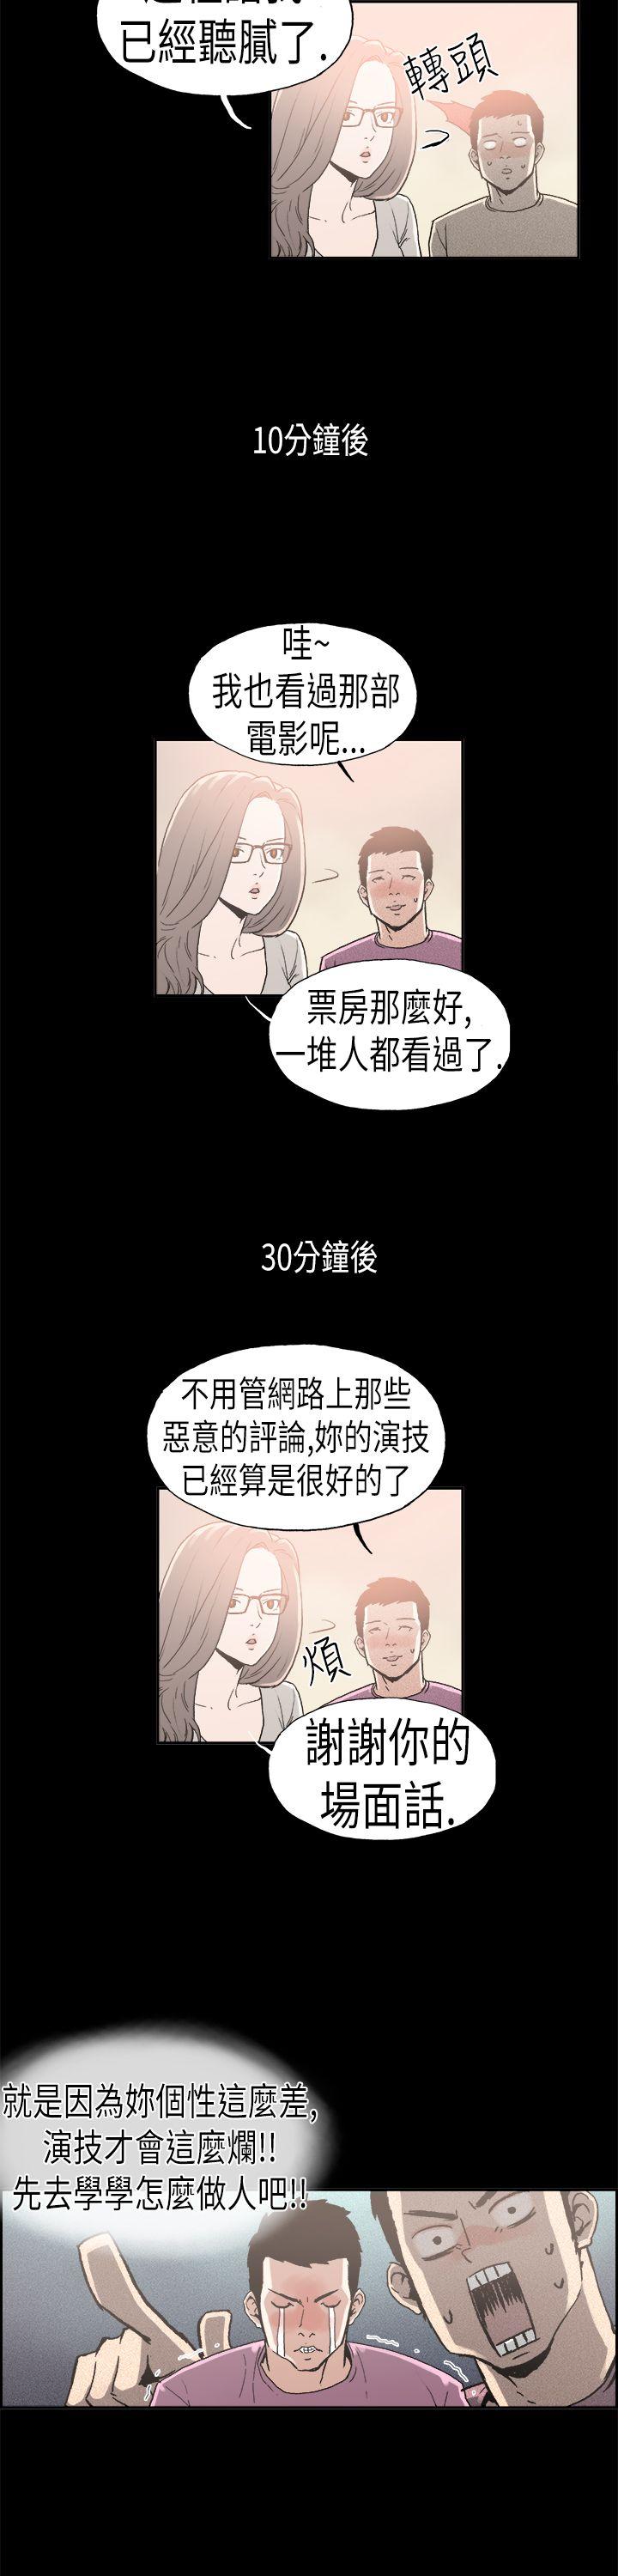 已經聽膩了.
轉頭
10分鐘後
哇~
我也看過那部
電影呢...
票房那麼好,
一堆人都看過了.
30分鐘後
不用管網路上那些
惡意的評論,妳的演技
已經算是很好的了
煩
謝謝你的
場面話.
就是因為妳個性這麼差,
演技才會這麼爛!!
先去學學怎麼做人吧!!